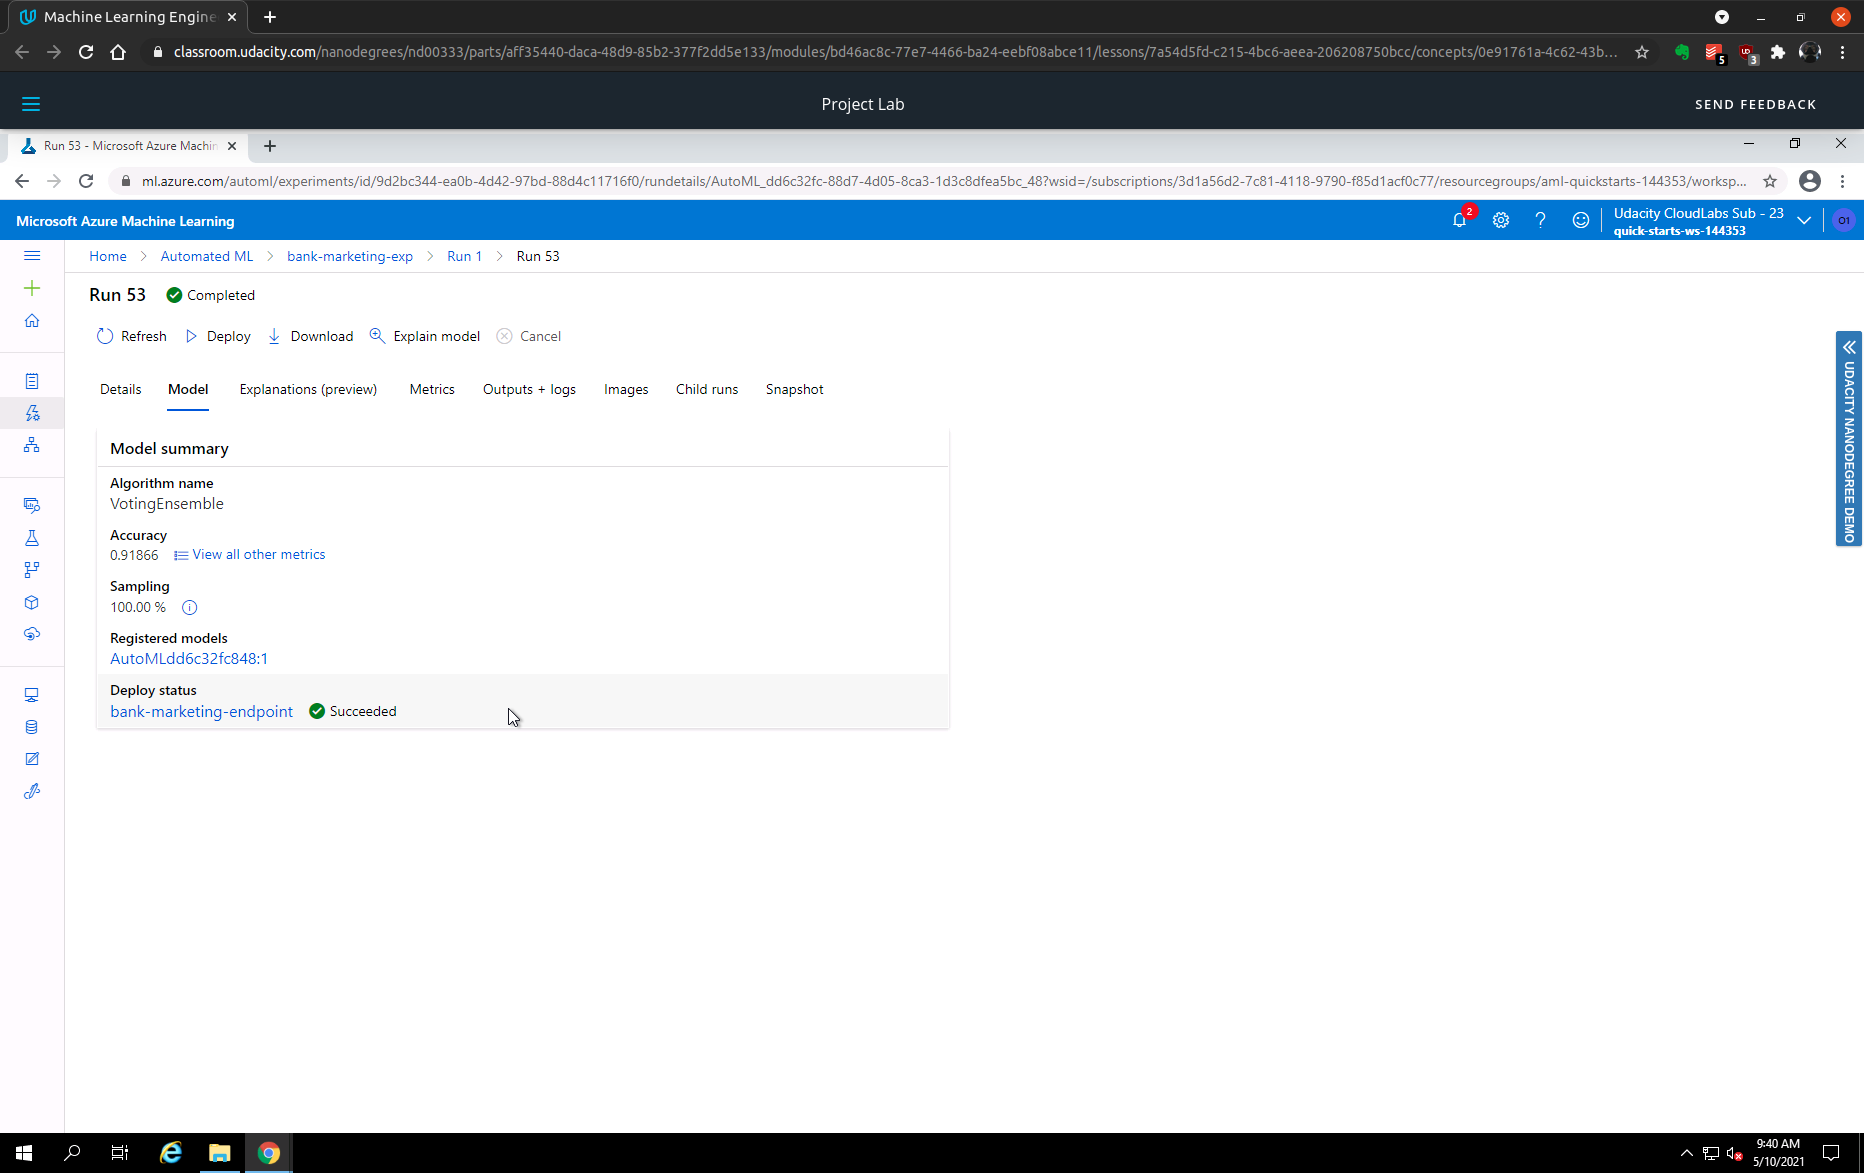 Machine Learning Engine
classroom.udacity.com/nanodegrees/nd00333/parts/aff35440-daca-48d9-85b2-377f2dd5e133/modules/bd46ac8c-77e7-4466-ba24-eebf08abce11/lessons/7a54d5fd-c215-4bc6-aeea-206208750bcc/concepts/0e91761a-4c62-43b...
5
3
Project Lab
SEND FEEDBACK
Run 53 - Microsoft Azure Machin
ml.azure.com/automl/experiments/id/9d2bc344-ea0b-4d42-97bd-88d4c11716f0/rundetails/AutoML_dd6c32fc-88d7-4d05-8ca3-1d3c8dfea5bc_48?wsid=/subscriptions/3d1a56d2-7c81-4118-9790-f85d1acf0c77/resourcegroups/aml-quickstarts-144353/worksp...
Microsoft Azure Machine Learning
2
Udacity CloudLabs Sub - 23
quick-starts-ws-144353
O1
Home > Automated ML > bank-marketing-exp > Run 1 > Run 53
Run 53 Completed
Refresh Deploy Download Explain model Cancel
Details Model Explanations (preview) Metrics Outputs + logs Images Child runs Snapshot
UDACITY NANODEGREE DEMO
Model summary
Algorithm name
VotingEnsemble
Accuracy
0.91866 View all other metrics
Sampling
100.00 %
Registered models
AutoMLdd6c32fc848:1
Deploy status
bank-marketing-endpoint Succeeded
9:40 AM
5/10/2021